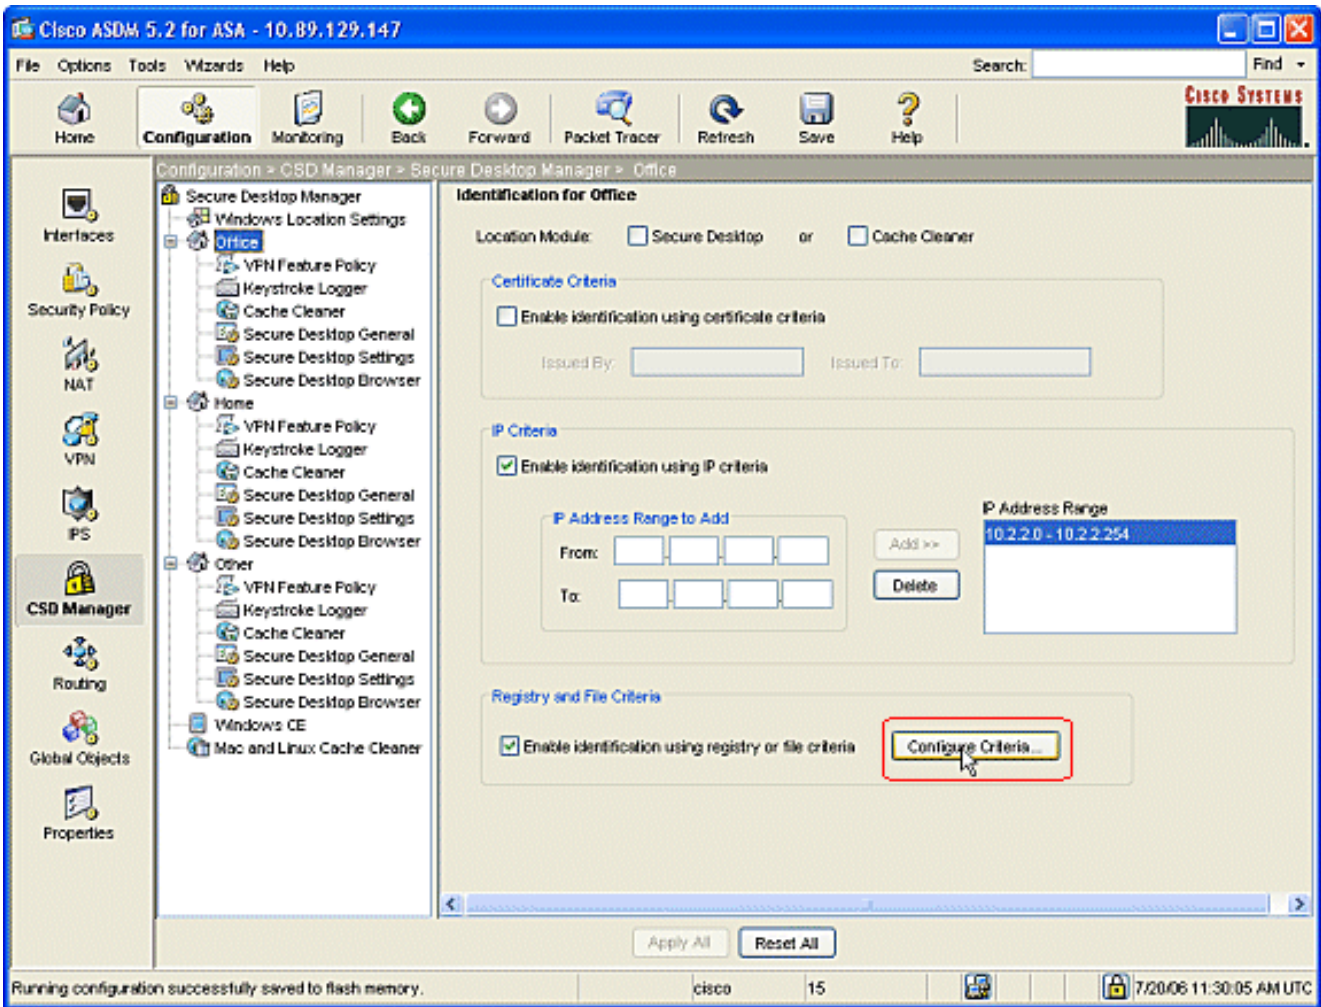 Cisco ASDM 5.2 for ASA - 10.89.129.147
File Options Tools Wizards Help Search: Find
Home Configuration Monitoring Back Forward Packet Tracer Refresh Save Help
CISCO SYSTEMS
Configuration > CSD Manager > Secure Desktop Manager > Office
Interfaces
Security Policy
NAT
VPN
IPS
CSD Manager
Routing
Global Objects
Properties
Secure Desktop Manager
Windows Location Settings
Office
VPN Feature Policy
Keystroke Logger
Cache Cleaner
Secure Desktop General
Secure Desktop Settings
Secure Desktop Browser
Home
VPN Feature Policy
Keystroke Logger
Cache Cleaner
Secure Desktop General
Secure Desktop Settings
Secure Desktop Browser
Other
VPN Feature Policy
Keystroke Logger
Cache Cleaner
Secure Desktop General
Secure Desktop Settings
Secure Desktop Browser
Windows CE
Mac and Linux Cache Cleaner
Identification for Office
Location Module: Secure Desktop or Cache Cleaner
Certificate Criteria
Enable identification using certificate criteria
Issued By: Issued To:
IP Criteria
Enable identification using IP criteria
IP Address Range to Add
From:
To:
Add >>
Delete
IP Address Range
10.2.2.0 - 10.2.2.254
Registry and File Criteria
Enable identification using registry or file criteria
Configure Criteria...
Apply All Reset All
Running configuration successfully saved to flash memory. cisco 15 7/20/06 11:30:05 AM UTC